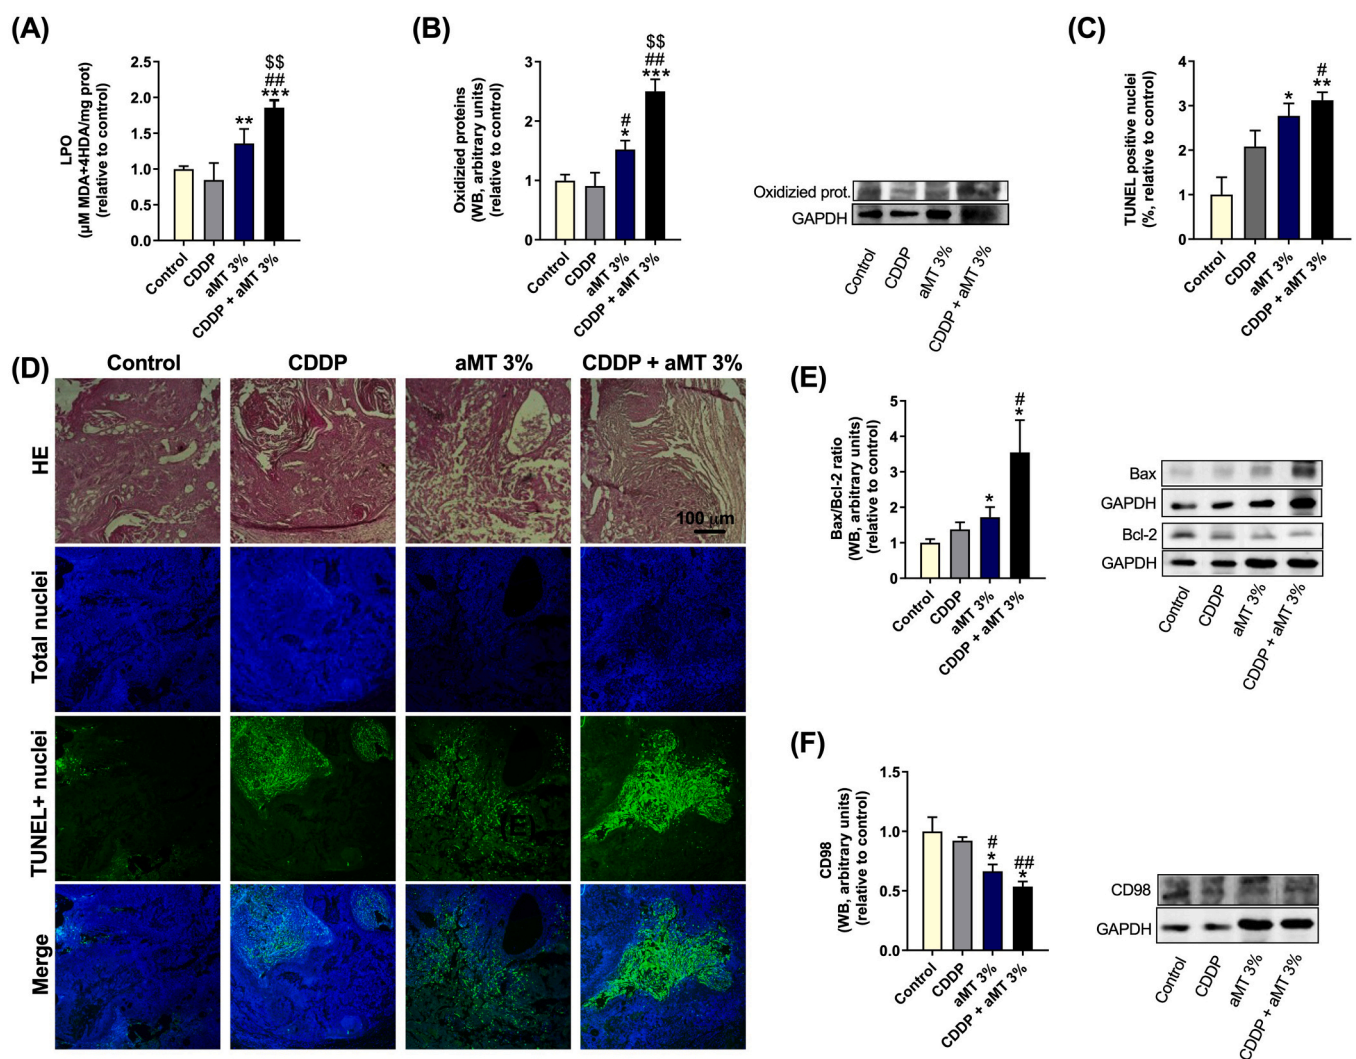 (A)
LPO
(µM MDA+4HDA/mg prot)
(relative to control)
2.5
2.0
1.5
1.0
0.5
0.0
**
$$
##
***
Control
CDDP
aMT 3%
CDDP + aMT 3%
(B)
Oxidizied proteins
(WB, arbitrary units)
(relative to control)
3
2
1
0
#
*
$$
##
***
Control
CDDP
aMT 3%
CDDP + aMT 3%
Oxidizied prot.
GAPDH
Control
CDDP
aMT 3%
CDDP + aMT 3%
(C)
TUNEL positive nuclei
(%, relative to control)
4
3
2
1
0
*
#
**
Control
CDDP
aMT 3%
CDDP + aMT 3%
(D)
Control
CDDP
aMT 3%
CDDP + aMT 3%
HE
100 µm
Total nuclei
TUNEL+ nuclei
(E)
Merge
(E)
Bax/Bcl-2 ratio
(WB, arbitrary units)
(relative to control)
5
4
3
2
1
0
*
#
*
Control
CDDP
aMT 3%
CDDP + aMT 3%
Bax
GAPDH
Bcl-2
GAPDH
Control
CDDP
aMT 3%
CDDP + aMT 3%
(F)
CD98
(WB, arbitrary units)
(relative to control)
1.5
1.0
0.5
0.0
#
*
##
*
Control
CDDP
aMT 3%
CDDP + aMT 3%
CD98
GAPDH
Control
CDDP
aMT 3%
CDDP + aMT 3%